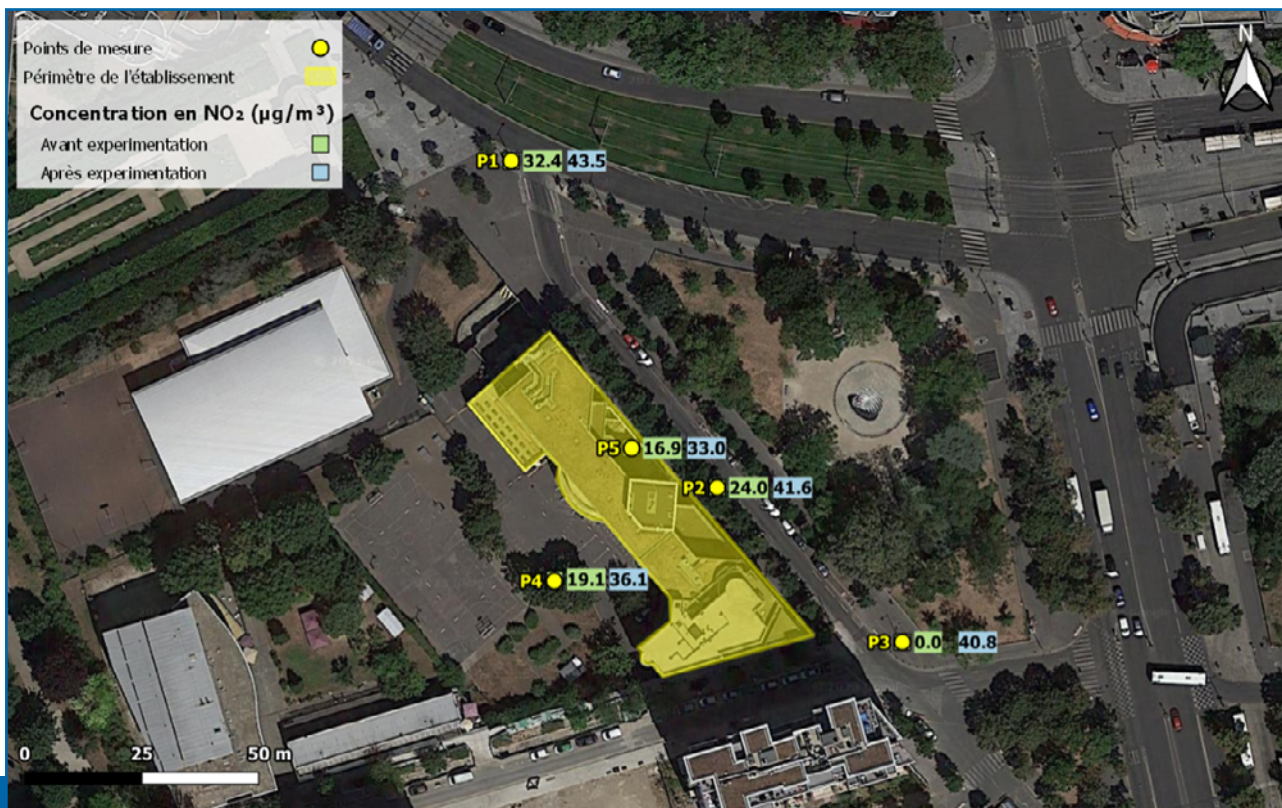 Points de mesure
Périmètre de l'établissement
Concentration en NO₂ (µg/m³)
Avant experimentation
Après experimentation
N
P1 32.4 43.5
P5 16.9 33.0
P2 24.0 41.6
P4 19.1 36.1
P3 0.0 40.8
0 25 50 m